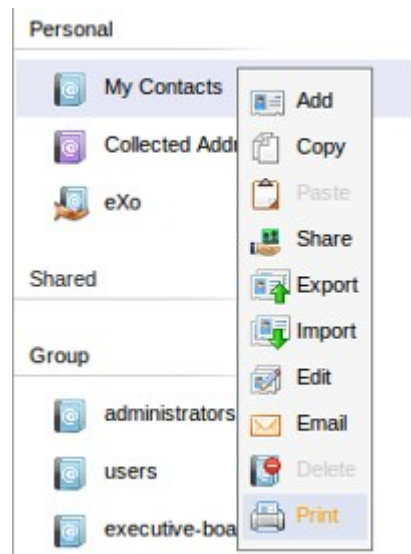 Personal
My Contacts
Collected Addr
eXo
Shared
Group
administrators
users
executive-boa
Add
Copy
Paste
Share
Export
Import
Edit
Email
Delete
Print